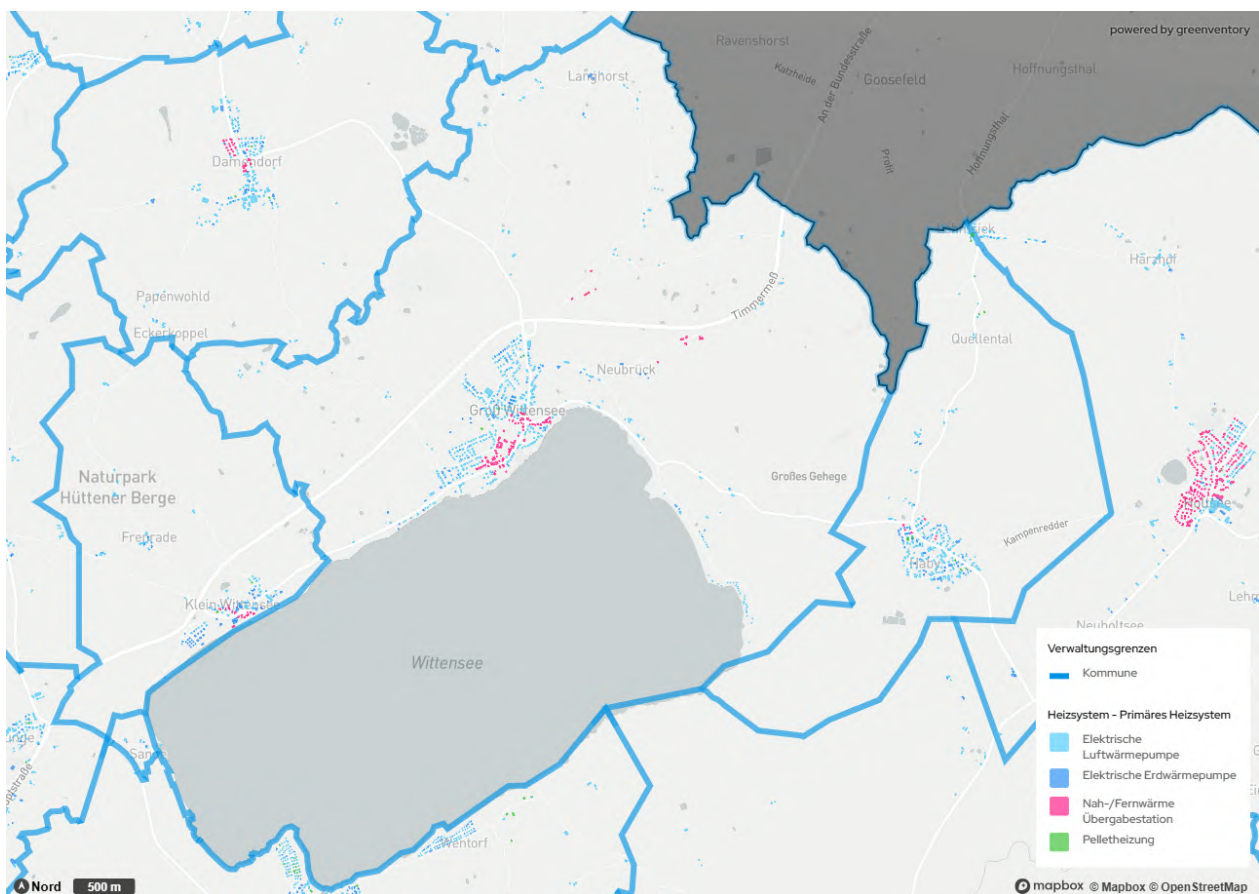 powered by greenventory
Ravenshorst
Katzheide
An der Bundesstraße
Goosefeld
Hoffnungsthal
Langhorst
Profit
Hoffnungsthal
Damendorf
Harzhof
Papenwohld
Eckerkoppel
Timmermeß
Quellental
Neubrück
Groß Wittensee
Naturpark
Hüttener Berge
Großes Gehege
Holtsee
Kampenredder
Haby
Klein Wittensee
Neuholtsee
Wittensee
Wentorf
Verwaltungsgrenzen
Kommune
Heizsystem - Primäres Heizsystem
Elektrische
Luftwärmepumpe
Elektrische Erdwärmepumpe
Nah-/Fernwärme
Übergabestation
Pelletheizung
Nord
500 m
mapbox © Mapbox © OpenStreetMap